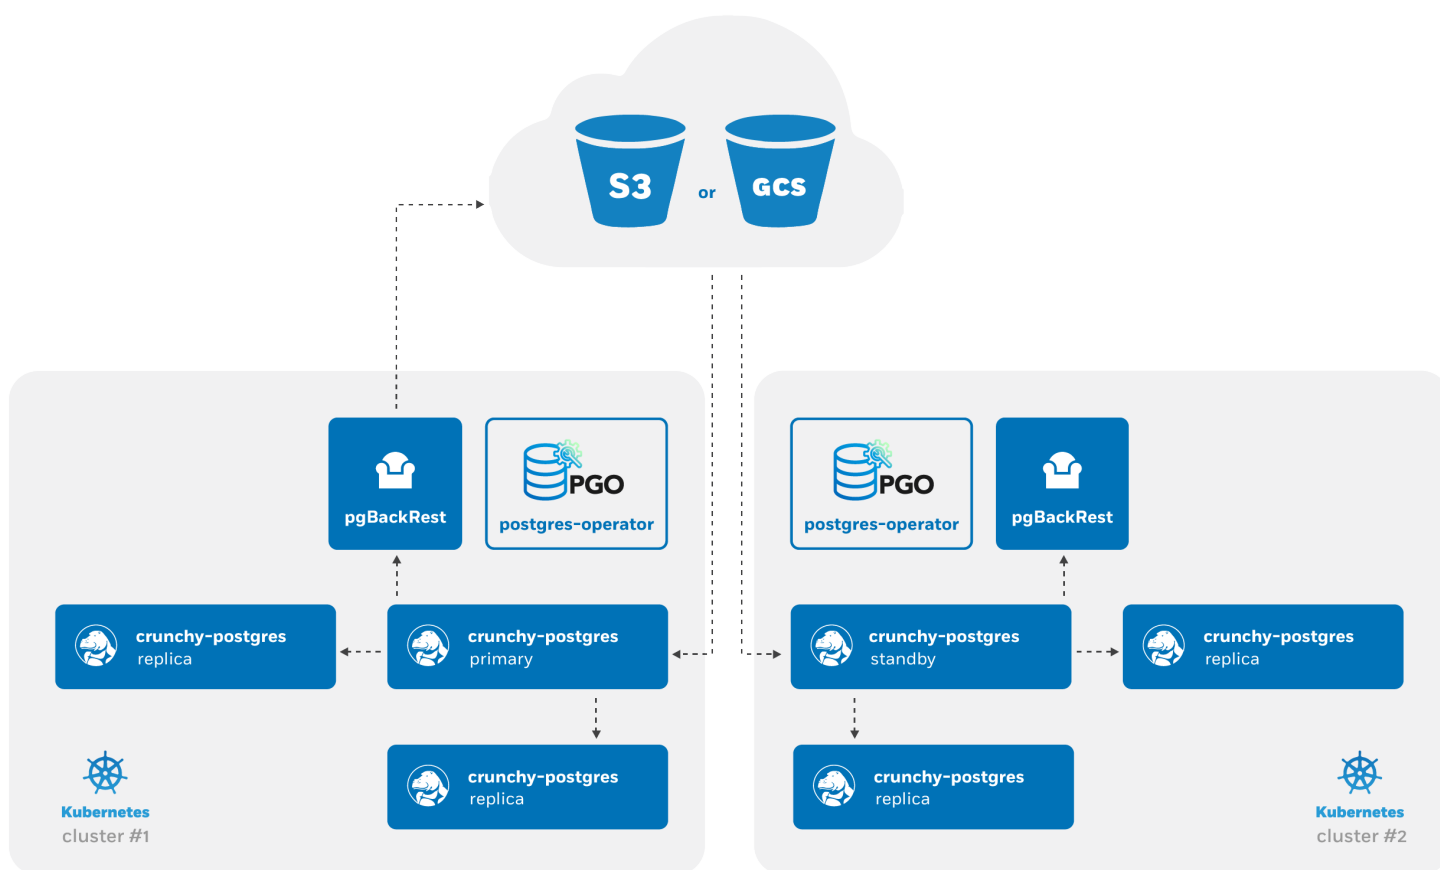 S3
or
GCS
pgBackRest
PGO
postgres-operator
PGO
postgres-operator
pgBackRest
crunchy-postgres
replica
crunchy-postgres
primary
crunchy-postgres
standby
crunchy-postgres
replica
crunchy-postgres
replica
crunchy-postgres
replica
Kubernetes
cluster #1
Kubernetes
cluster #2